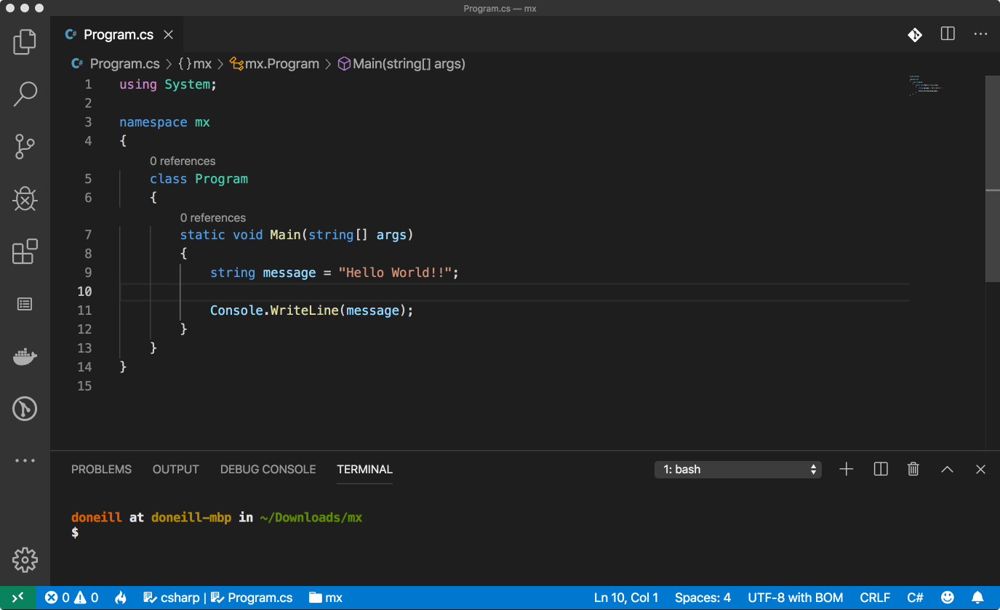 Program.cs — mx
C# Program.cs
C# Program.cs > {} mx > mx.Program > Main(string[] args)
1 using System;
2
3 namespace mx
4 {
0 references
5 class Program
6 {
0 references
7 static void Main(string[] args)
8 {
9 string message = "Hello World!!";
10
11 Console.WriteLine(message);
12 }
13 }
14 }
15
PROBLEMS OUTPUT DEBUG CONSOLE TERMINAL 1: bash
doneill at doneill-mbp in ~/Downloads/mx
$
0 0 csharp | Program.cs mx Ln 10, Col 1 Spaces: 4 UTF-8 with BOM CRLF C#